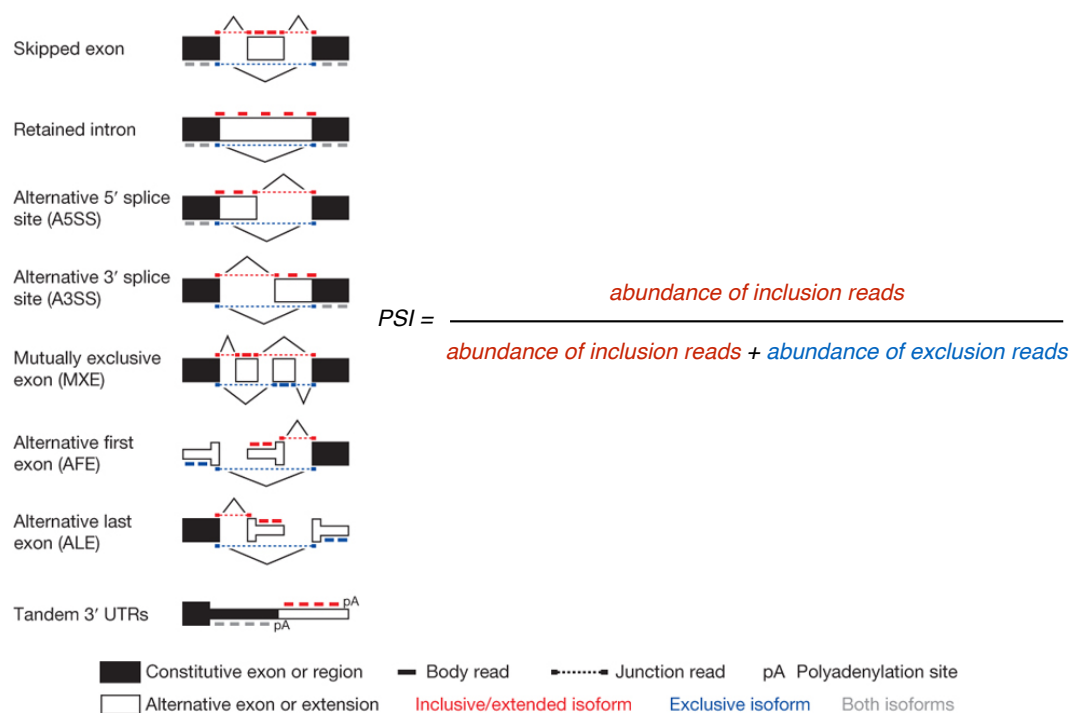 Skipped exon
Retained intron
Alternative 5′ splice
site (A5SS)
Alternative 3′ splice
site (A3SS)
Mutually exclusive
exon (MXE)
Alternative first
exon (AFE)
Alternative last
exon (ALE)
Tandem 3′ UTRs
pA
pA
PSI =
abundance of inclusion reads
abundance of inclusion reads + abundance of exclusion reads
Constitutive exon or region
Body read
Junction read
pA Polyadenylation site
Alternative exon or extension
Inclusive/extended isoform
Exclusive isoform
Both isoforms